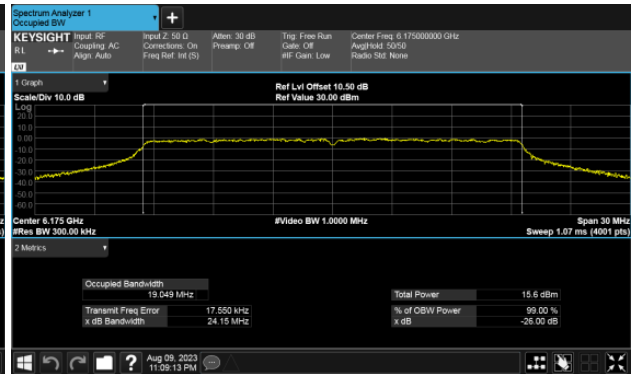 Spectrum Analyzer 1
Occupied BW
+
KEYSIGHT
RL
LXI
Input: RF
Coupling: AC
Align: Auto
Input Z: 50 Ω
Corrections: On
Freq Ref: Int (S)
Atten: 30 dB
Preamp: Off
Trig: Free Run
Gate: Off
#IF Gain: Low
Center Freq: 6.175000000 GHz
Avg|Hold: 50/50
Radio Std: None
1 Graph
Scale/Div 10.0 dB
Ref Lvl Offset 10.50 dB
Ref Value 30.00 dBm
Log
20.0
10.0
0.00
-10.0
-20.0
-30.0
-40.0
-50.0
-60.0
Center 6.175 GHz
#Res BW 300.00 kHz
#Video BW 1.0000 MHz
Span 30 MHz
Sweep 1.07 ms (4001 pts)
2 Metrics
Occupied Bandwidth
19.049 MHz
Transmit Freq Error 17.550 kHz
x dB Bandwidth 24.15 MHz
Total Power 15.6 dBm
% of OBW Power 99.00 %
x dB -26.00 dB
?
Aug 09, 2023
11:09:13 PM